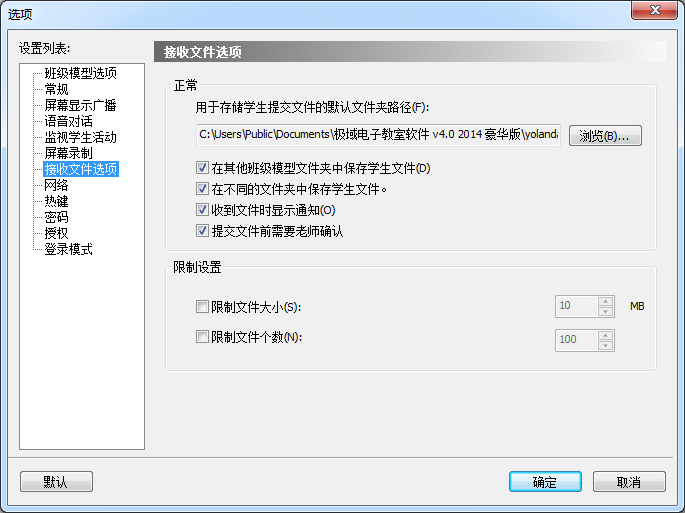 选项
设置列表:
班级模型选项
常规
屏幕显示广播
语音对话
监视学生活动
屏幕录制
接收文件选项
网络
热键
密码
授权
登录模式
接收文件选项
正常
用于存储学生提交文件的默认文件夹路径(F):
C:\Users\Public\Documents\极域电子教室软件 v4.0 2014 豪华版\yoland
浏览(B)...
在其他班级模型文件夹中保存学生文件(D)
在不同的文件夹中保存学生文件。
收到文件时显示通知(O)
提交文件前需要老师确认
限制设置
限制文件大小(S):
10
MB
限制文件个数(N):
100
默认
确定
取消